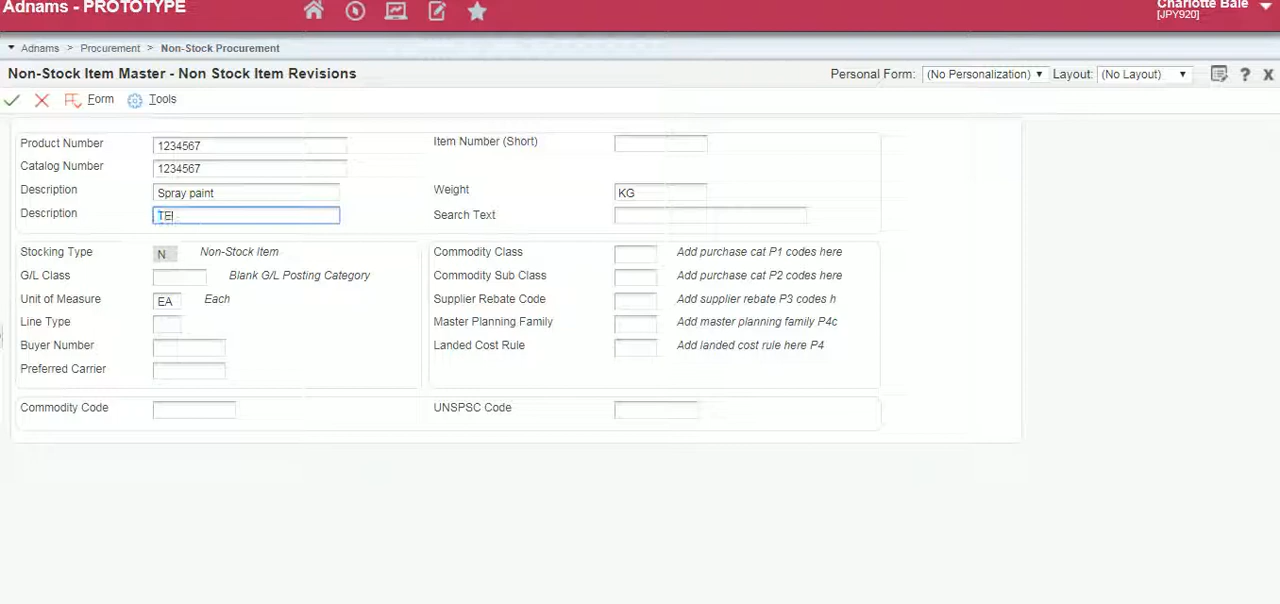 Adnams - PROTOTYPE
Charlotte Bale
[JPY920]
Adnams > Procurement > Non-Stock Procurement
Non-Stock Item Master - Non Stock Item Revisions
Personal Form: (No Personalization) Layout: (No Layout) ? X
Form Tools
Product Number 1234567 Item Number (Short)
Catalog Number 1234567
Description Spray paint Weight KG
Description TE Search Text
Stocking Type N Non-Stock Item Commodity Class Add purchase cat P1 codes here
G/L Class Blank G/L Posting Category Commodity Sub Class Add purchase cat P2 codes here
Unit of Measure EA Each Supplier Rebate Code Add supplier rebate P3 codes h
Line Type Master Planning Family Add master planning family P4c
Buyer Number Landed Cost Rule Add landed cost rule here P4
Preferred Carrier
Commodity Code UNSPSC Code